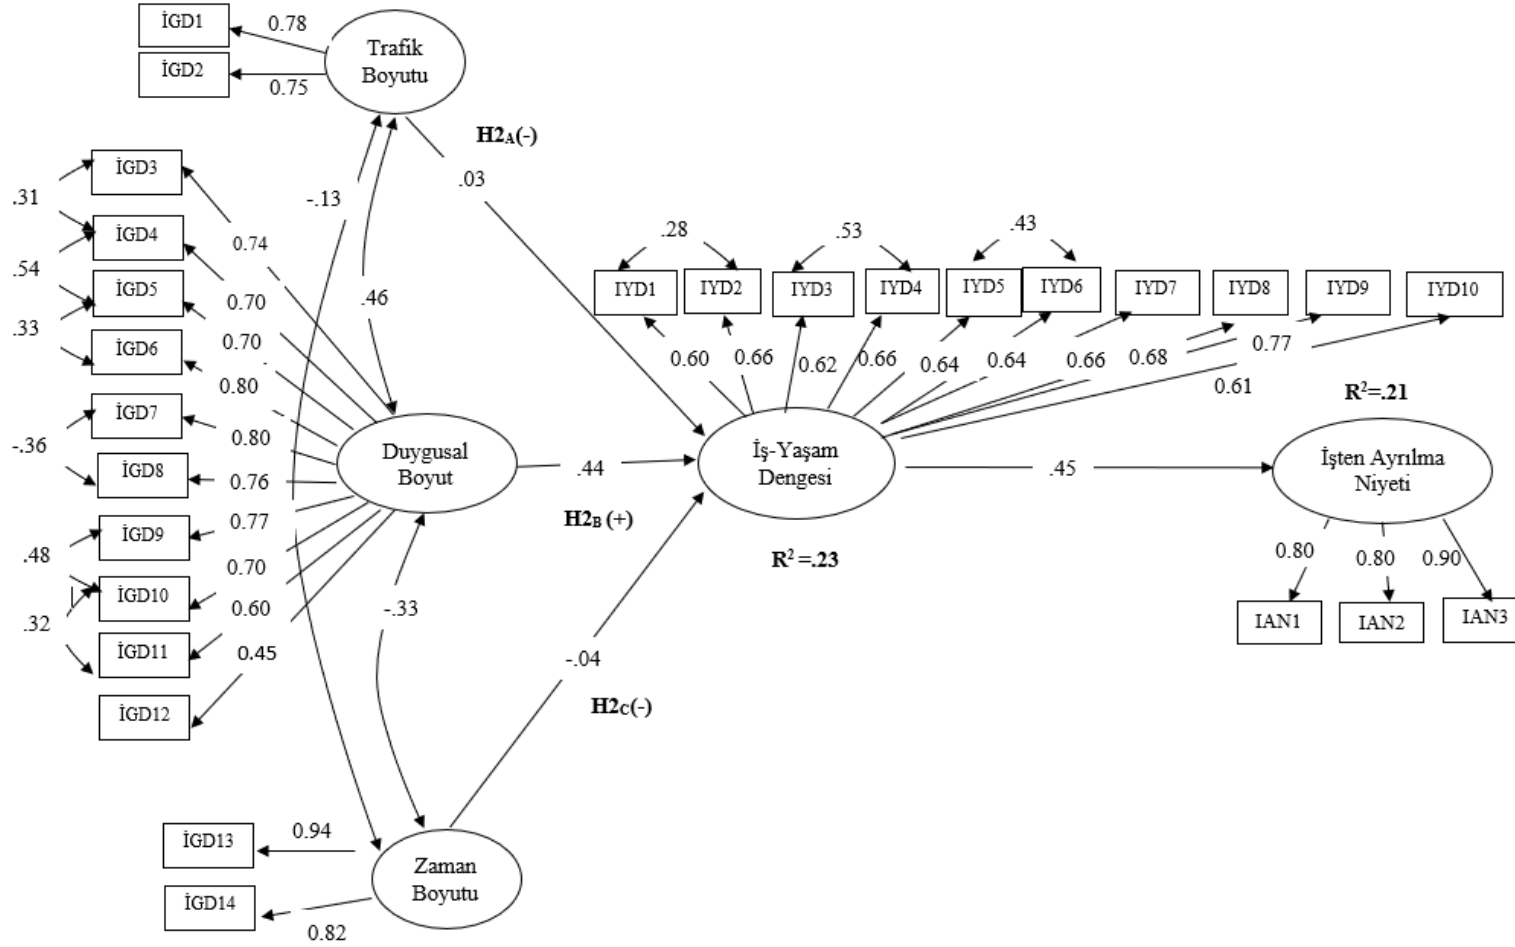 İGD1
0.78
İGD2
0.75
Trafik
Boyutu
H2A(-)
.03
İGD3
.31
-.13
İGD4
0.74
.54
.46
İGD5
0.70
.33
0.70
İGD6
0.80
İGD7
0.80
-.36
İGD8
0.76
Duygusal
Boyut
İGD9
0.77
.48
0.70
İGD10
.32
0.60
İGD11
0.45
İGD12
.44
H2B (+)
-.33
-.04
H2C(-)
İGD13
0.94
İGD14
0.82
Zaman
Boyutu
.28
.53
.43
IYD1
IYD2
IYD3
IYD4
IYD5
IYD6
IYD7
IYD8
IYD9
IYD10
0.60
0.66
0.62
0.66
0.64
0.64
0.66
0.68
0.77
0.61
İş-Yaşam
Dengesi
R2 =.23
.45
R2=.21
İşten Ayrılma
Niyeti
0.80
0.80
0.90
IAN1
IAN2
IAN3